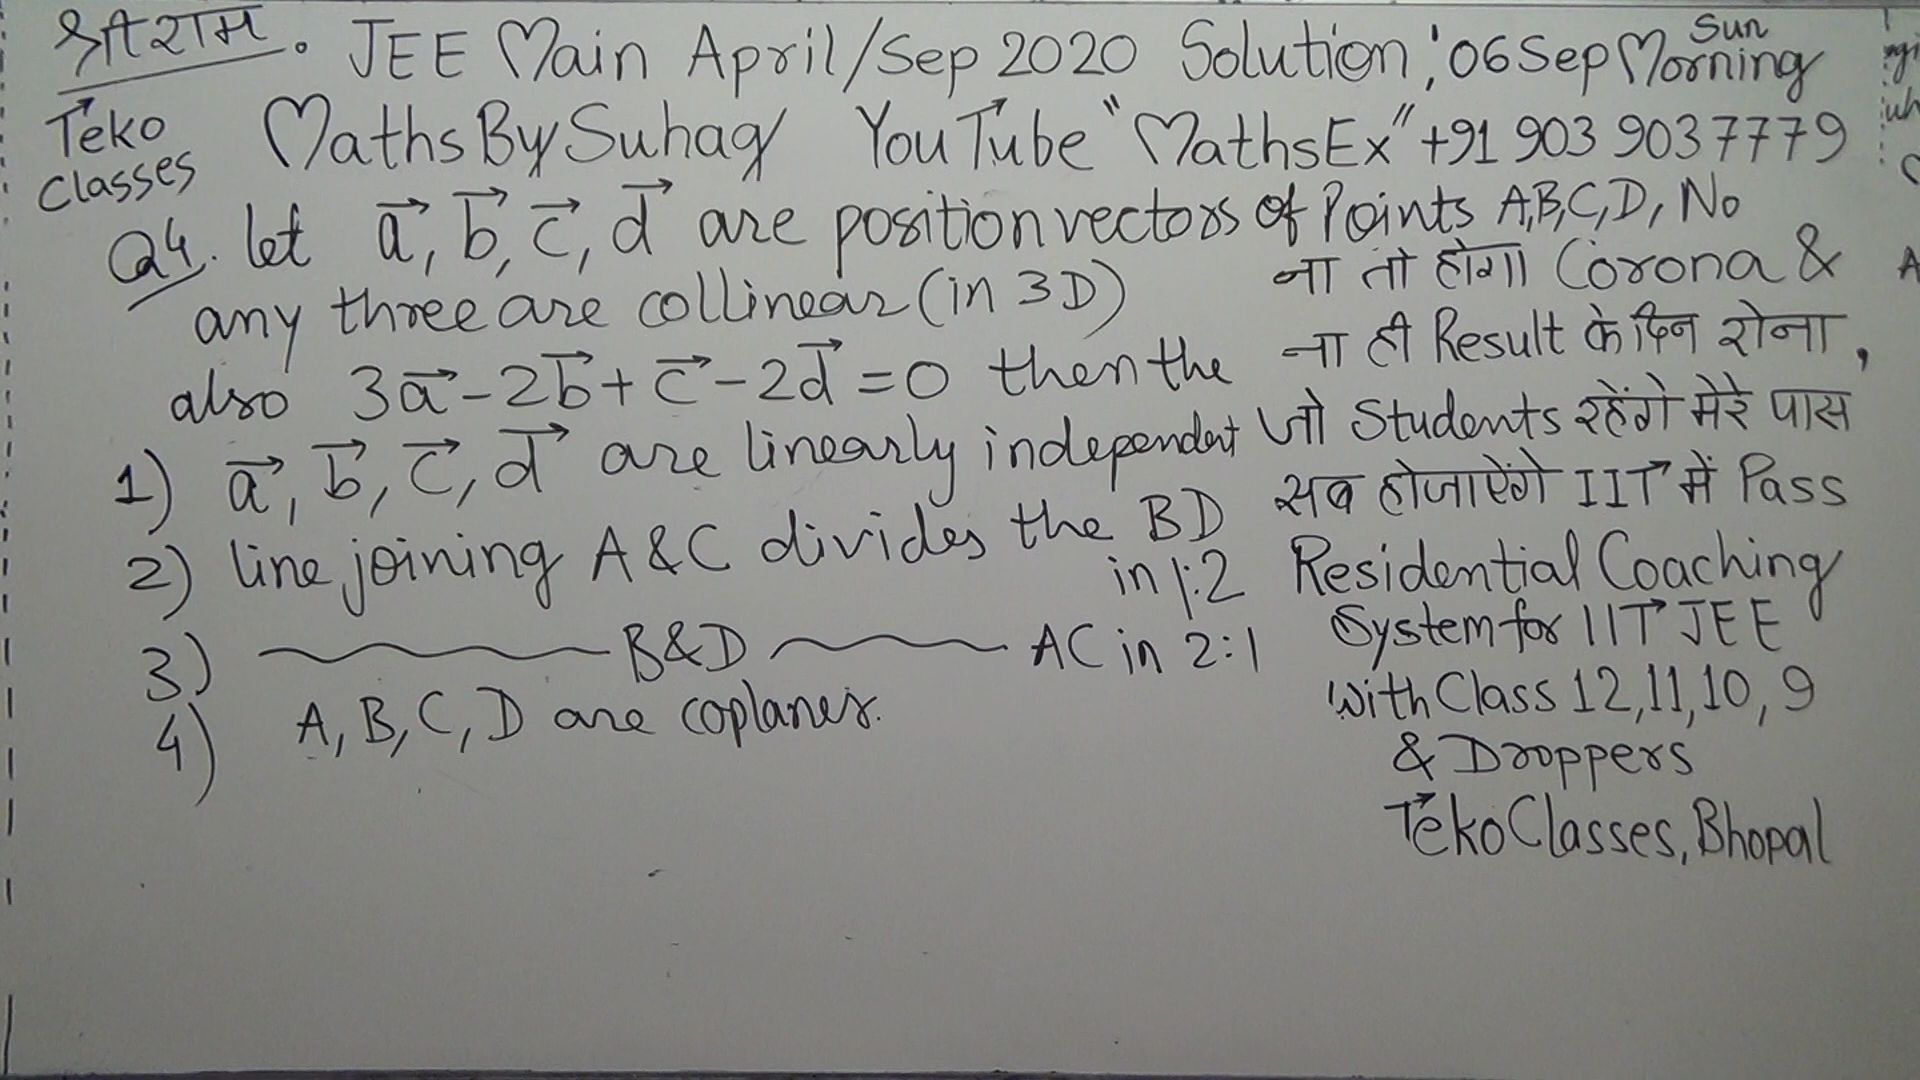 श्री राम. JEE Main April/Sep 2020 Solution; 06 Sep Sun Morning
Teko Classes MathsBySuhag YouTube "MathsEx" +91 903 903 7779
Q4. let a⃗, b⃗, c⃗, d⃗ are position vectors of Points A,B,C,D, No
any three are collinear (in 3D)
also 3a⃗ - 2b⃗ + c⃗ - 2d⃗ = 0 then the
1) a⃗, b⃗, c⃗, d⃗ are linearly independent
2) line joining A & C divides the BD
in 1:2
3) ~~~ B&D ~~~ AC in 2:1
4) A, B, C, D are coplaner.
ना तो होगा Corona &
ना ही Result के दिन रोना,
जो Students रहेंगे मेरे पास
सब होजाऐंगे IIT में Pass
Residential Coaching
System for IIT JEE
with Class 12,11,10,9
& Droppers
Teko Classes, Bhopal